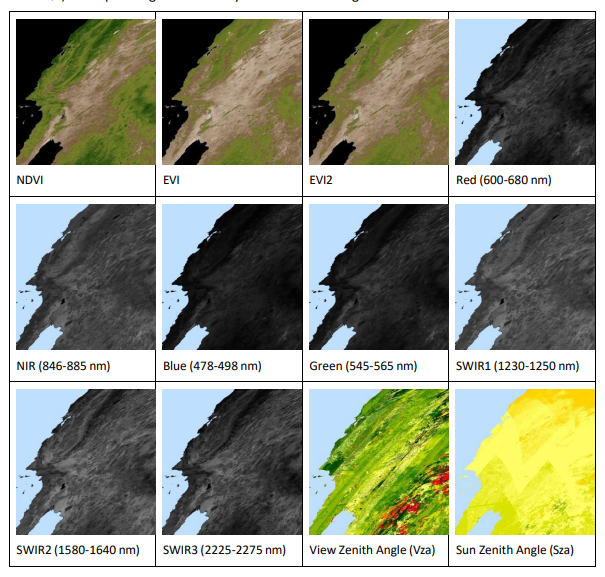 NDVI
EVI
EVI2
Red (600-680 nm)
NIR (846-885 nm)
Blue (478-498 nm)
Green (545-565 nm)
SWIR1 (1230-1250 nm)
SWIR2 (1580-1640 nm)
SWIR3 (2225-2275 nm)
View Zenith Angle (Vza)
Sun Zenith Angle (Sza)